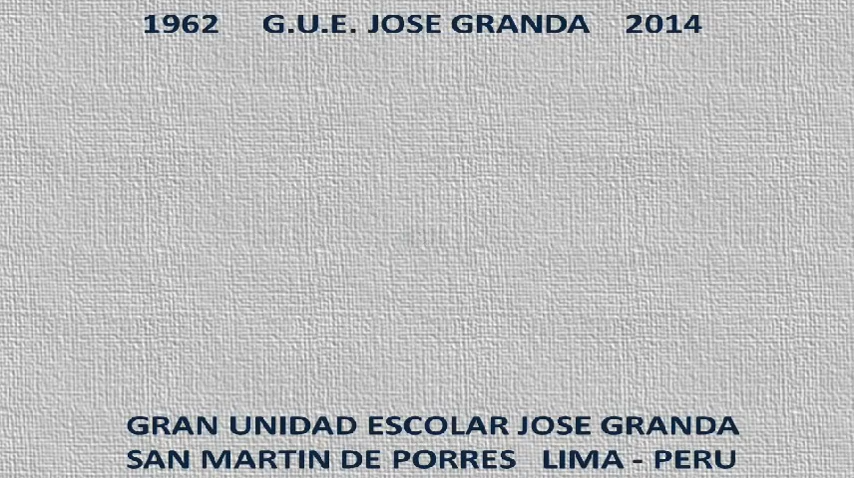 1962 G.U.E. JOSE GRANDA 2014
GRAN UNIDAD ESCOLAR JOSE GRANDA
SAN MARTIN DE PORRES LIMA - PERU